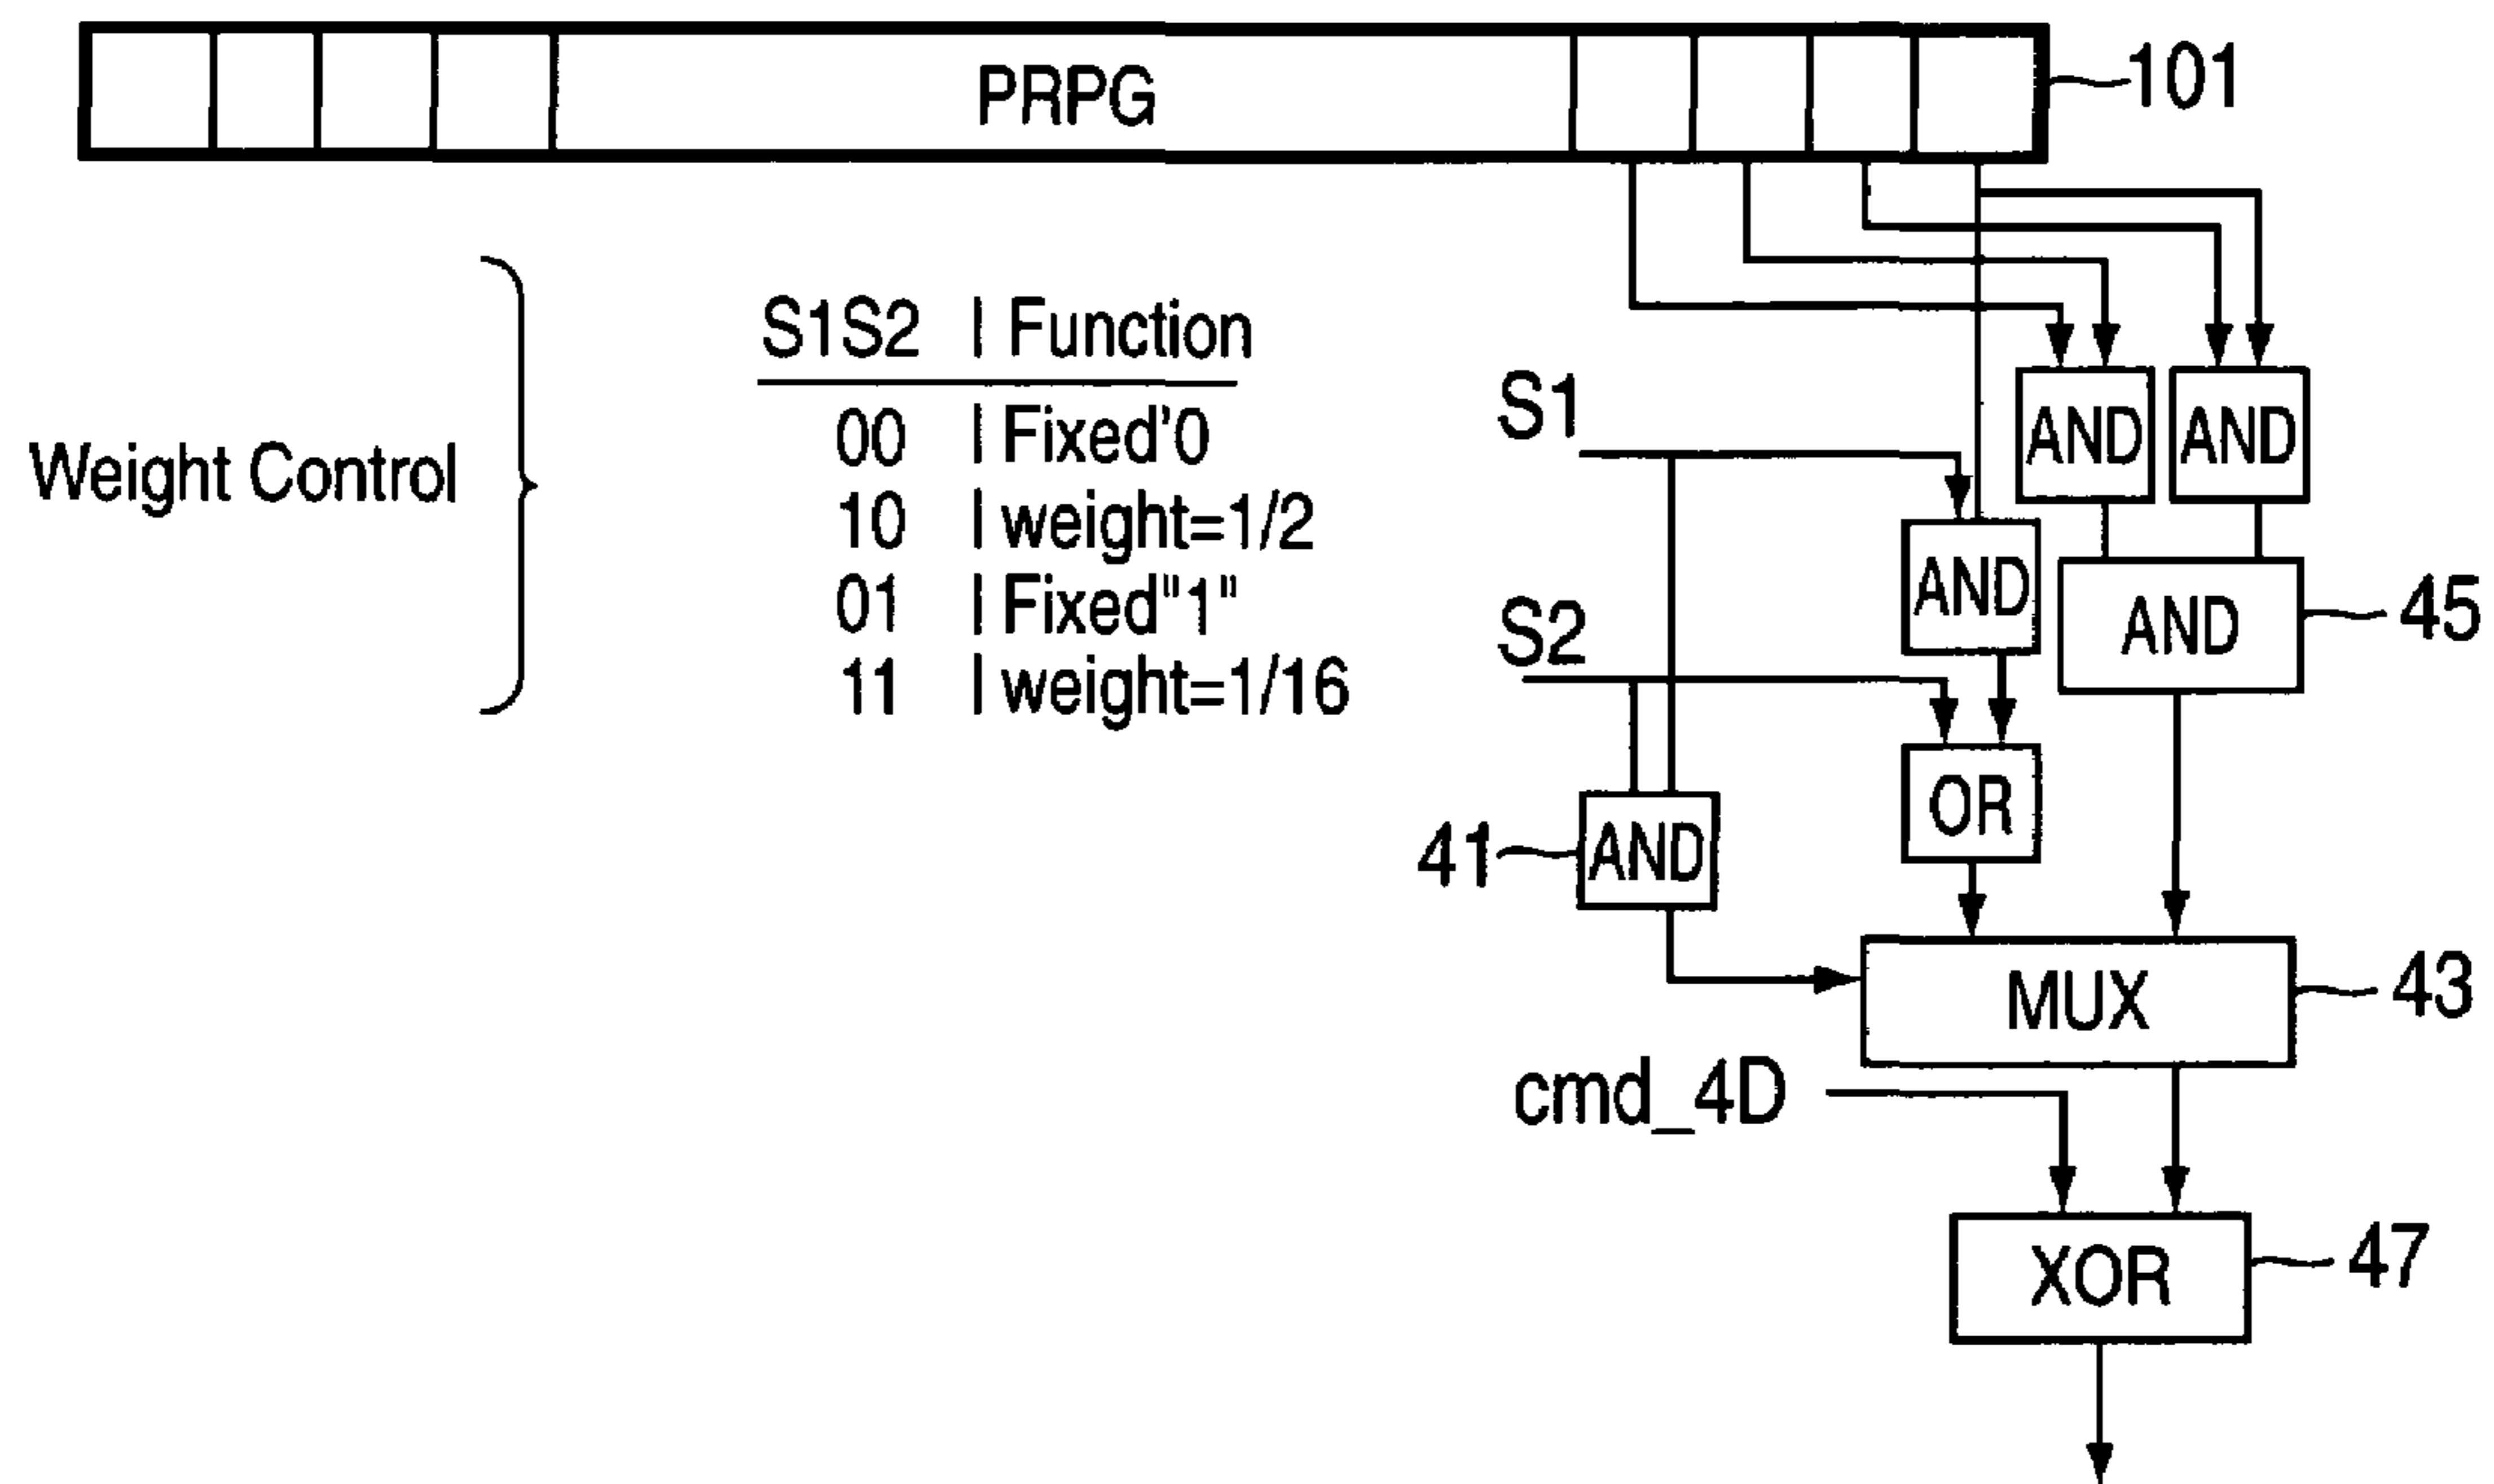 PRPG
101
S1S2 | Function
00 | Fixed'0
10 | weight=1/2
01 | Fixed"1"
11 | weight=1/16
Weight Control
S1
AND
AND
AND
S2
AND
45
OR
41
AND
MUX
43
cmd_4D
XOR
47